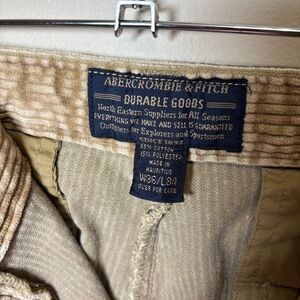 ABERCROMBIE & FITCH
DURABLE GOODS
North Eastern Suppliers for All Seasons
EVERYTHING WE MAKE AND SELL IS GUARANTEED
Outfitters for Explorers and Sportsmen
SINCE 1892
85% COTTON
15% POLYESTER
MADE IN
MAURITIUS
W36/L34
OVER FOR CARE